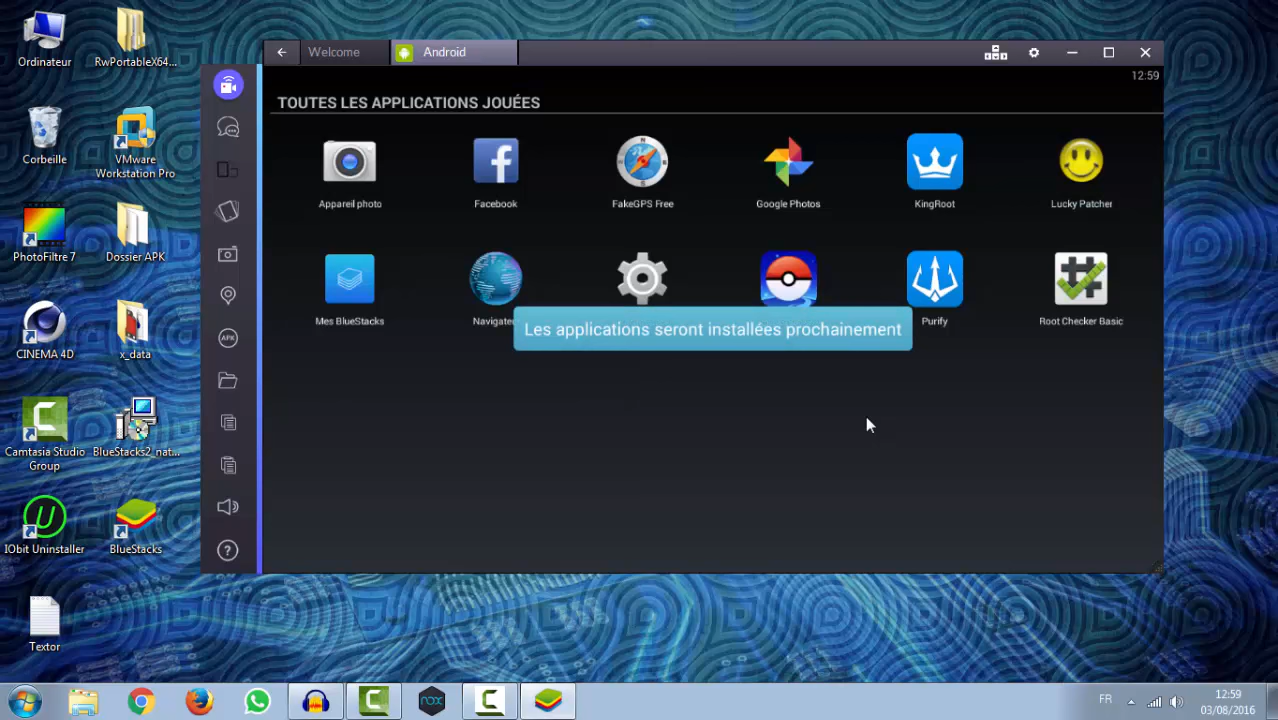 Ordinateur
RwPortableX64...
Corbeille
VMware
Workstation Pro
PhotoFiltre 7
Dossier APK
CINEMA 4D
x_data
Camtasia Studio
Group
BlueStacks2_nat...
IObit Uninstaller
BlueStacks
Textor
Welcome
Android
12:59
TOUTES LES APPLICATIONS JOUÉES
Appareil photo
Facebook
FakeGPS Free
Google Photos
KingRoot
Lucky Patcher
Mes BlueStacks
Navigate
Purify
Root Checker Basic
Les applications seront installées prochainement
APK
nox
FR
12:59
03/08/2016